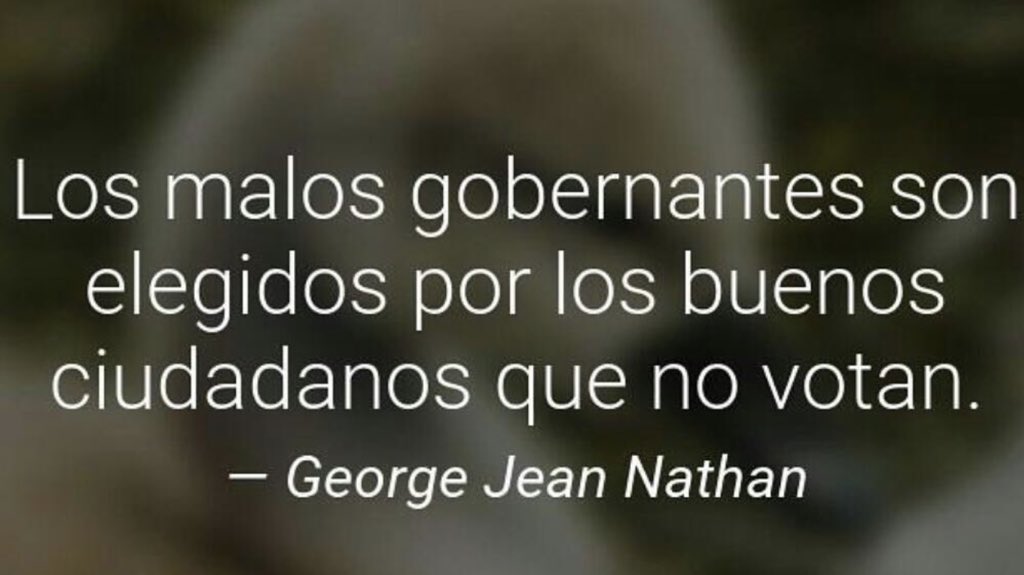 Los malos gobernantes son
elegidos por los buenos
ciudadanos que no votan.
— George Jean Nathan